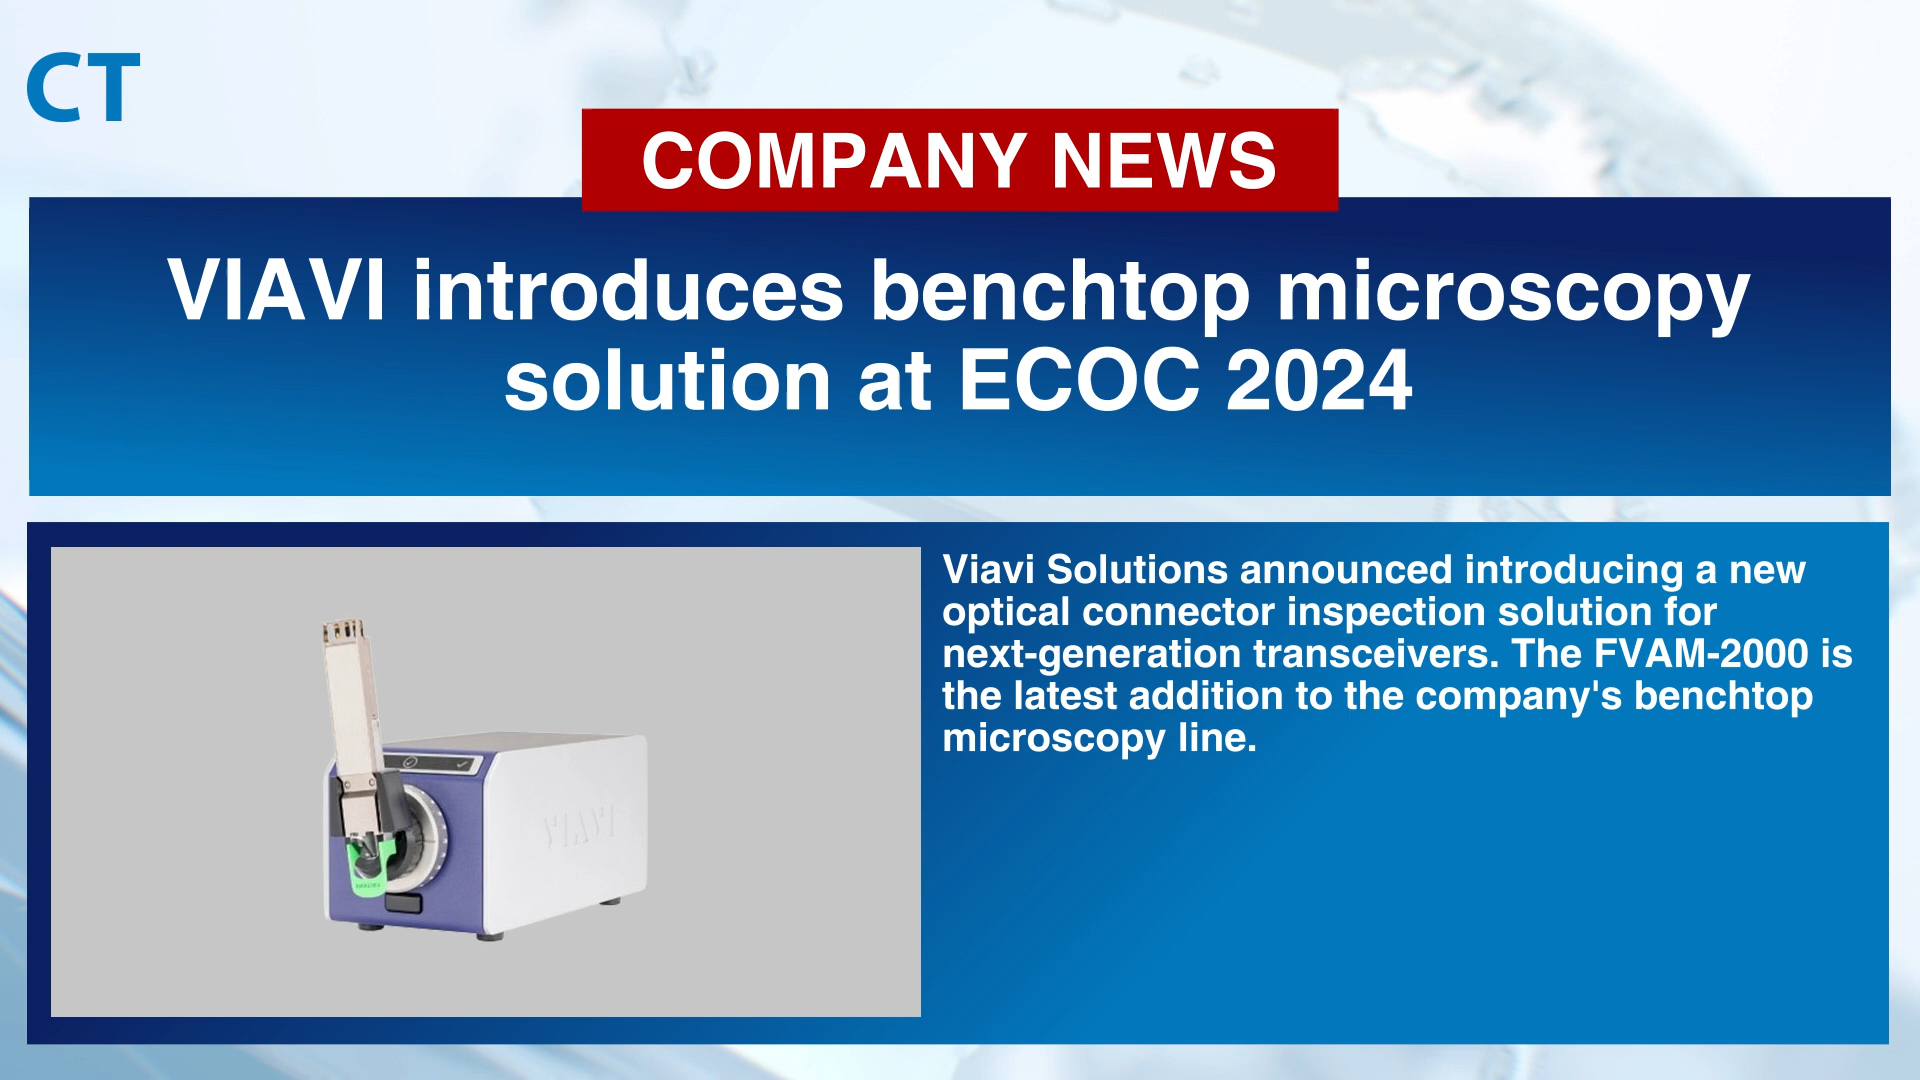 CT
COMPANY NEWS
VIAVI introduces benchtop microscopy
solution at ECOC 2024
Viavi Solutions announced introducing a new
optical connector inspection solution for
next-generation transceivers. The FVAM-2000 is
the latest addition to the company's benchtop
microscopy line.
VIAVI